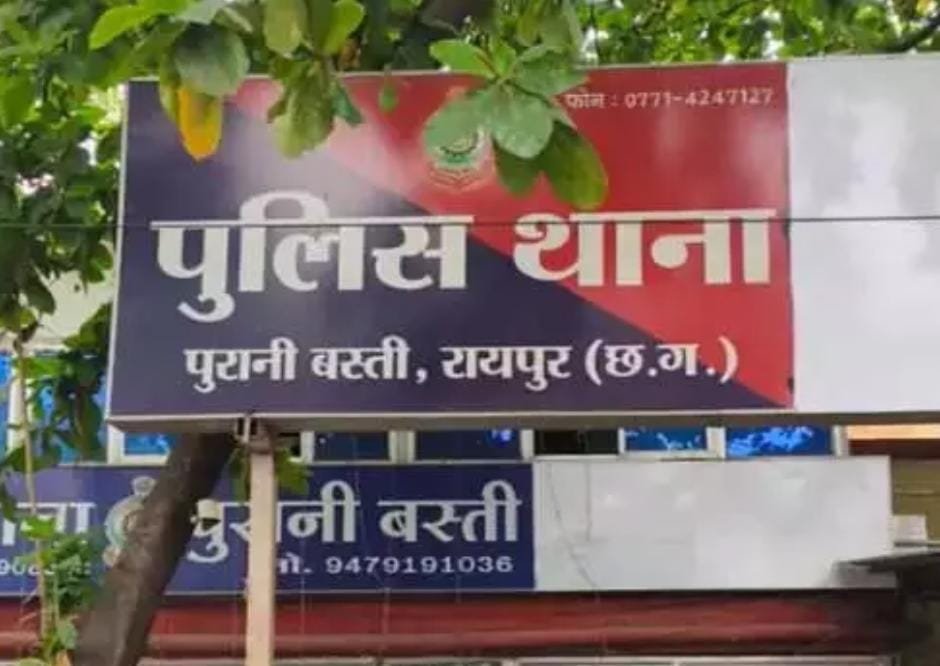 फोन : 0771-4247127
पुलिस थाना
पुरानी बस्ती, रायपुर (छ.ग.)
पुरानी बस्ती
मो. 9479191036